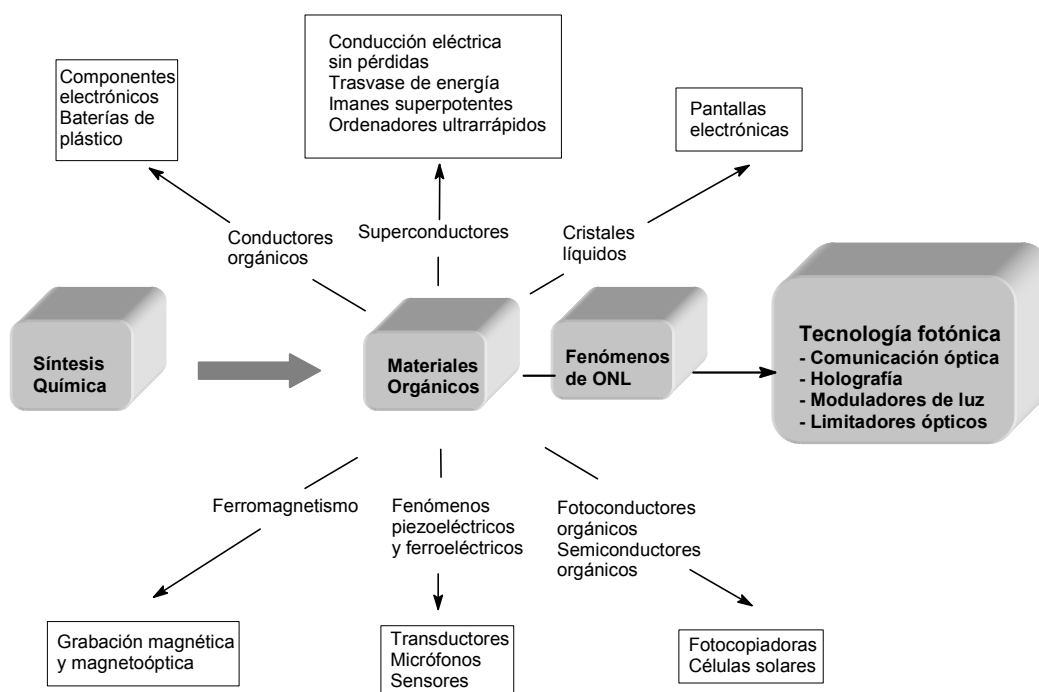 Componentes
electrónicos
Baterías de
plástico
Conducción eléctrica
sin pérdidas
Trasvase de energía
Imanes superpotentes
Ordenadores ultrarrápidos
Pantallas
electrónicas
Conductores
orgánicos
Superconductores
Cristales
líquidos
Síntesis
Química
Materiales
Orgánicos
Fenómenos
de ONL
Tecnología fotónica
- Comunicación óptica
- Holografía
- Moduladores de luz
- Limitadores ópticos
Ferromagnetismo
Fenómenos
piezoeléctricos
y ferroeléctricos
Fotoconductores
orgánicos
Semiconductores
orgánicos
Grabación magnética
y magnetoóptica
Transductores
Micrófonos
Sensores
Fotocopiadoras
Células solares